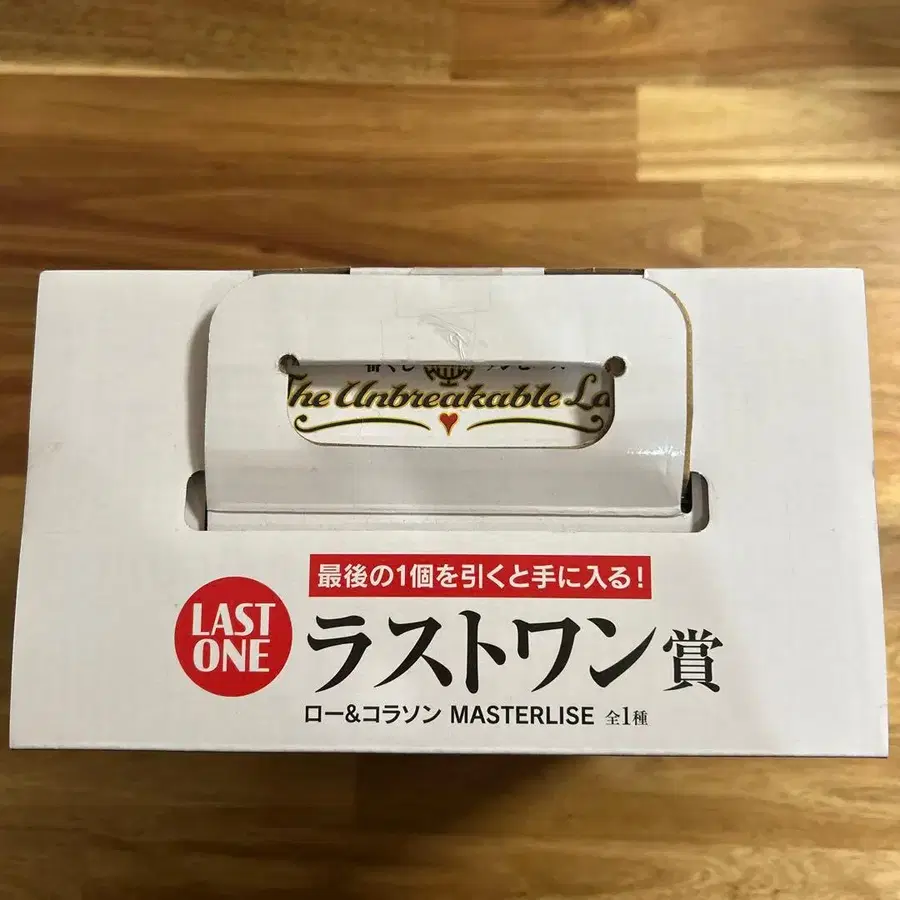 The Unbreakable La
最後の1個を引くと手に入る!
LAST
ONE
ラストワン賞
ロー&コラソン MASTERLISE 全1種